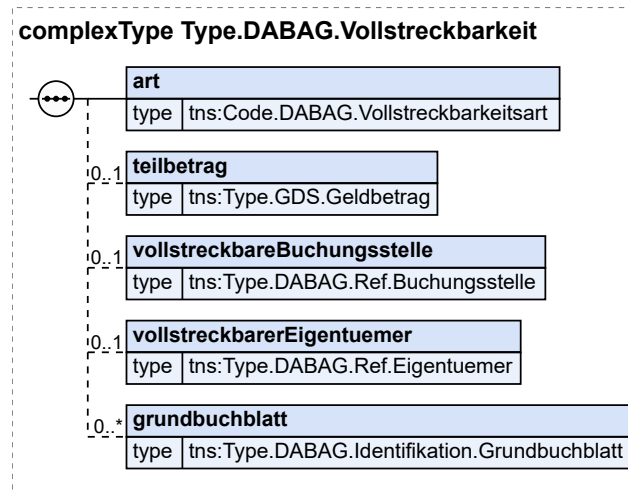 complexType Type.DABAG.Vollstreckbarkeit
art
type tns:Code.DABAG.Vollstreckbarkeitsart
0..1 teilbetrag
type tns:Type.GDS.Geldbetrag
0..1 vollstreckbareBuchungsstelle
type tns:Type.DABAG.Ref.Buchungsstelle
0..1 vollstreckbarerEigentuemer
type tns:Type.DABAG.Ref.Eigentuemer
0..* grundbuchblatt
type tns:Type.DABAG.Identifikation.Grundbuchblatt